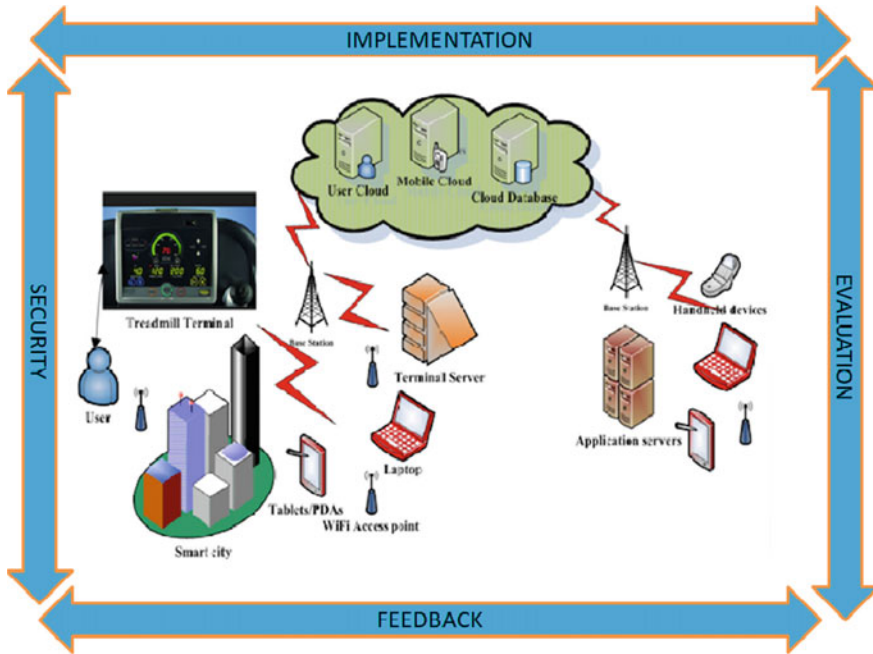 IMPLEMENTATION
User Cloud
Mobile Cloud
Cloud Database
SECURITY
EVALUATION
Treadmill Terminal
Base Station
Base Station
Handheld devices
User
Terminal Server
Application servers
Laptop
Tablets/PDAs
WiFi Access point
Smart city
FEEDBACK